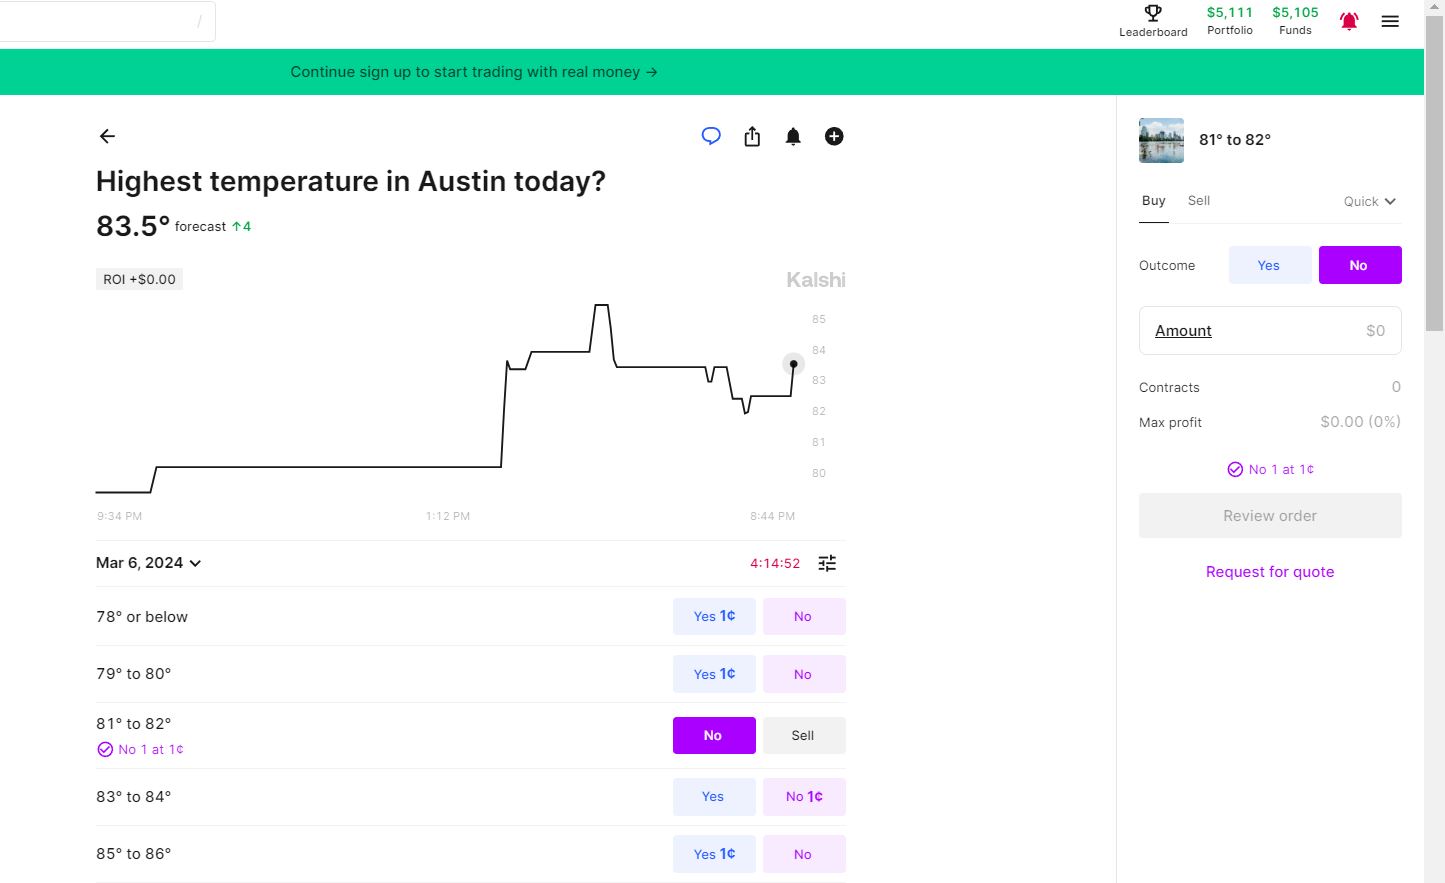 /
Leaderboard
$5,111
Portfolio
$5,105
Funds
Continue sign up to start trading with real money →
Highest temperature in Austin today?
83.5° forecast ↑4
ROI +$0.00
Kalshi
85
84
83
82
81
80
9:34 PM
1:12 PM
8:44 PM
Mar 6, 2024
4:14:52
78° or below
Yes 1¢
No
79° to 80°
Yes 1¢
No
81° to 82°
No 1 at 1¢
No
Sell
83° to 84°
Yes
No 1¢
85° to 86°
Yes 1¢
No
81° to 82°
Buy
Sell
Quick
Outcome
Yes
No
Amount
$0
Contracts
0
Max profit
$0.00 (0%)
No 1 at 1¢
Review order
Request for quote